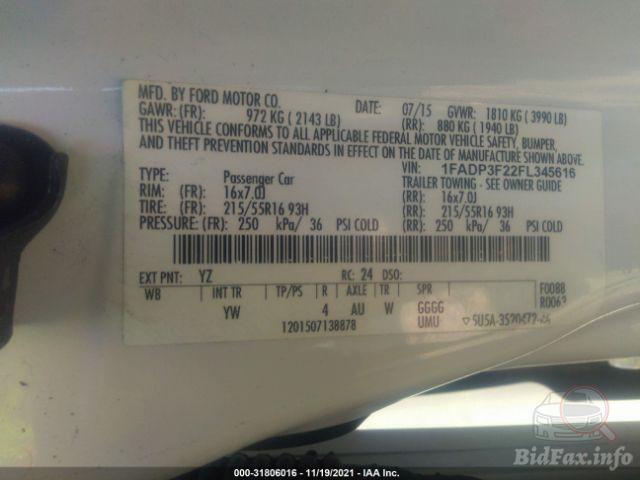 MFD. BY FORD MOTOR CO.
DATE: 07/15 GVWR: 1810 KG ( 3990 LB)
GAWR: (FR): 972 KG ( 2143 LB) (RR): 880 KG ( 1940 LB)
THIS VEHICLE CONFORMS TO ALL APPLICABLE FEDERAL MOTOR VEHICLE SAFETY, BUMPER,
AND THEFT PREVENTION STANDARDS IN EFFECT ON THE DATE OF MANUFACTURE SHOWN ABOVE.
VIN: 1FADP3F22FL345616
TYPE: Passenger Car TRAILER TOWING - SEE OWNER GUIDE
RIM: (FR): 16x7.0J (RR): 16x7.0J
TIRE: (FR): 215/55R16 93H (RR): 215/55R16 93H
PRESSURE: (FR): 250 kPa/ 36 PSI COLD (RR): 250 kPa/ 36 PSI COLD
EXT PNT: YZ RC: 24 DSO:
WB INT TR TP/PS R AXLE TR SPR F0088
YW 4 AU W GGGG
UMU
1201507138878
000-31806016 - 11/19/2021 - IAA Inc.
BidFax.info